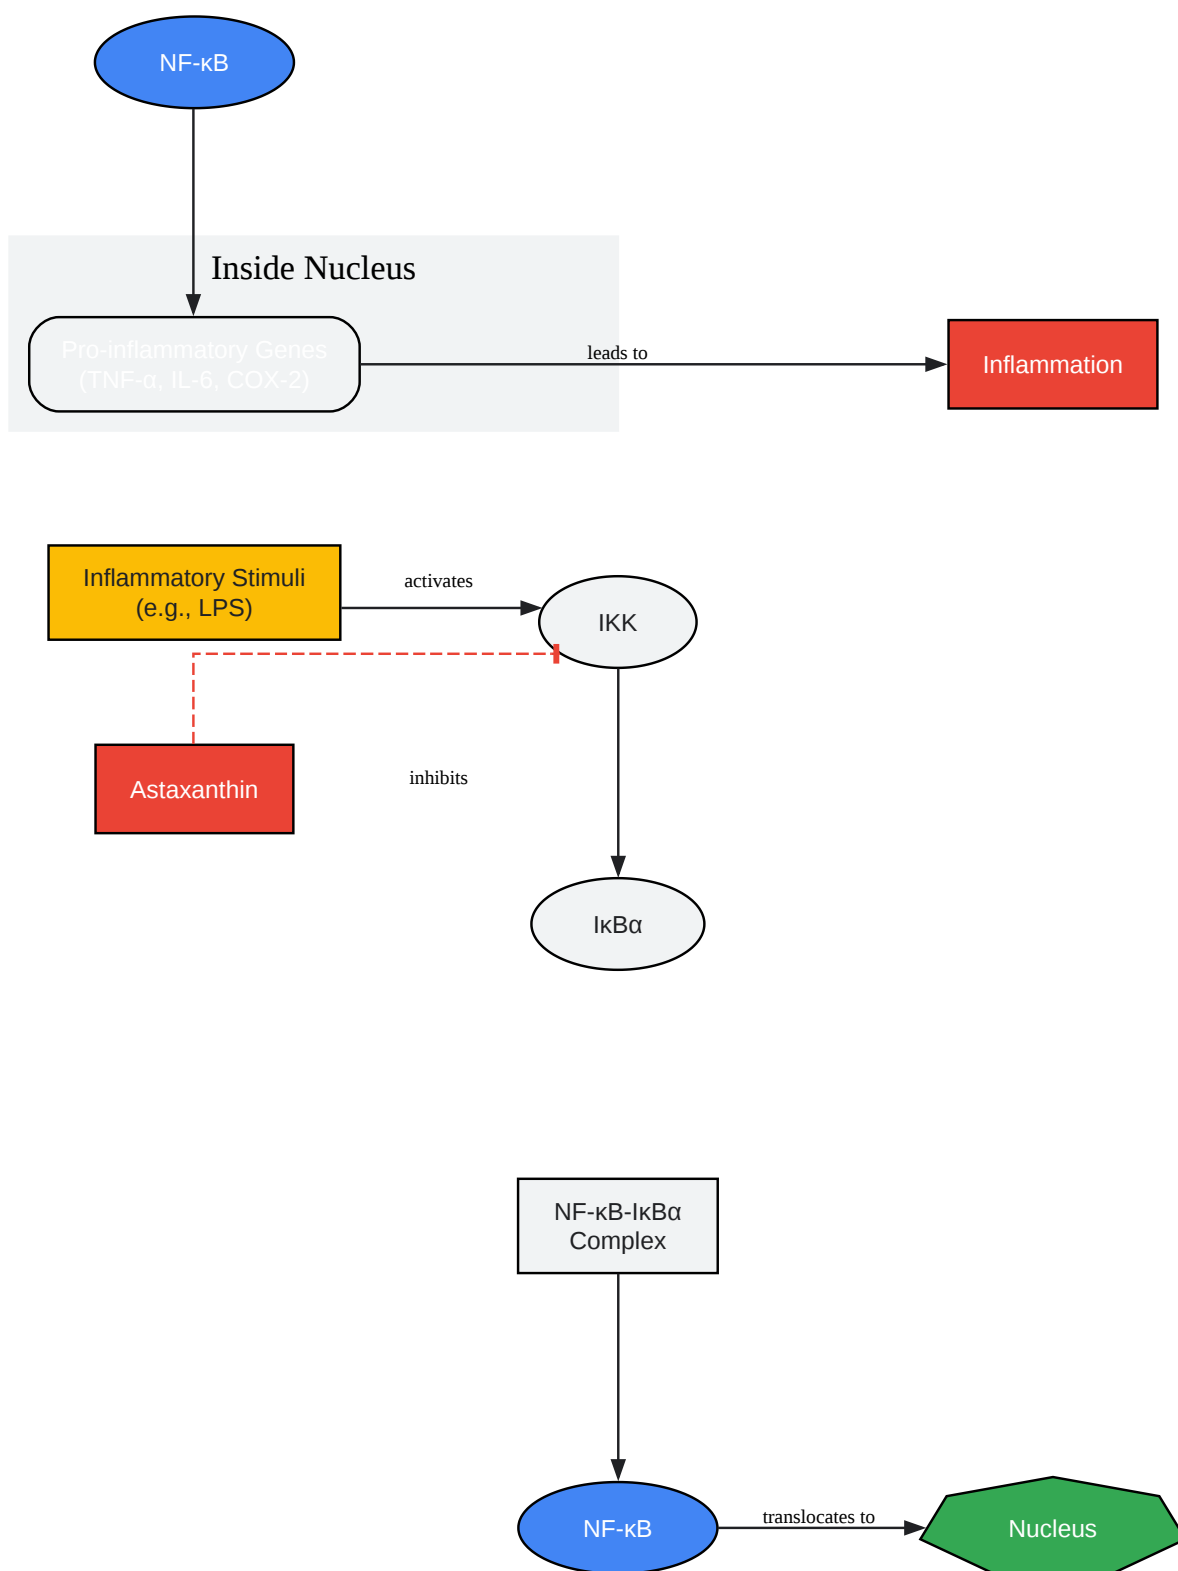 NF-κB
Inside Nucleus
Pro-inflammatory Genes
(TNF-α, IL-6, COX-2)
leads to
Inflammation
Inflammatory Stimuli
(e.g., LPS)
activates
IKK
Astaxanthin
inhibits
IκBα
NF-κB-IκBα
Complex
NF-κB
translocates to
Nucleus